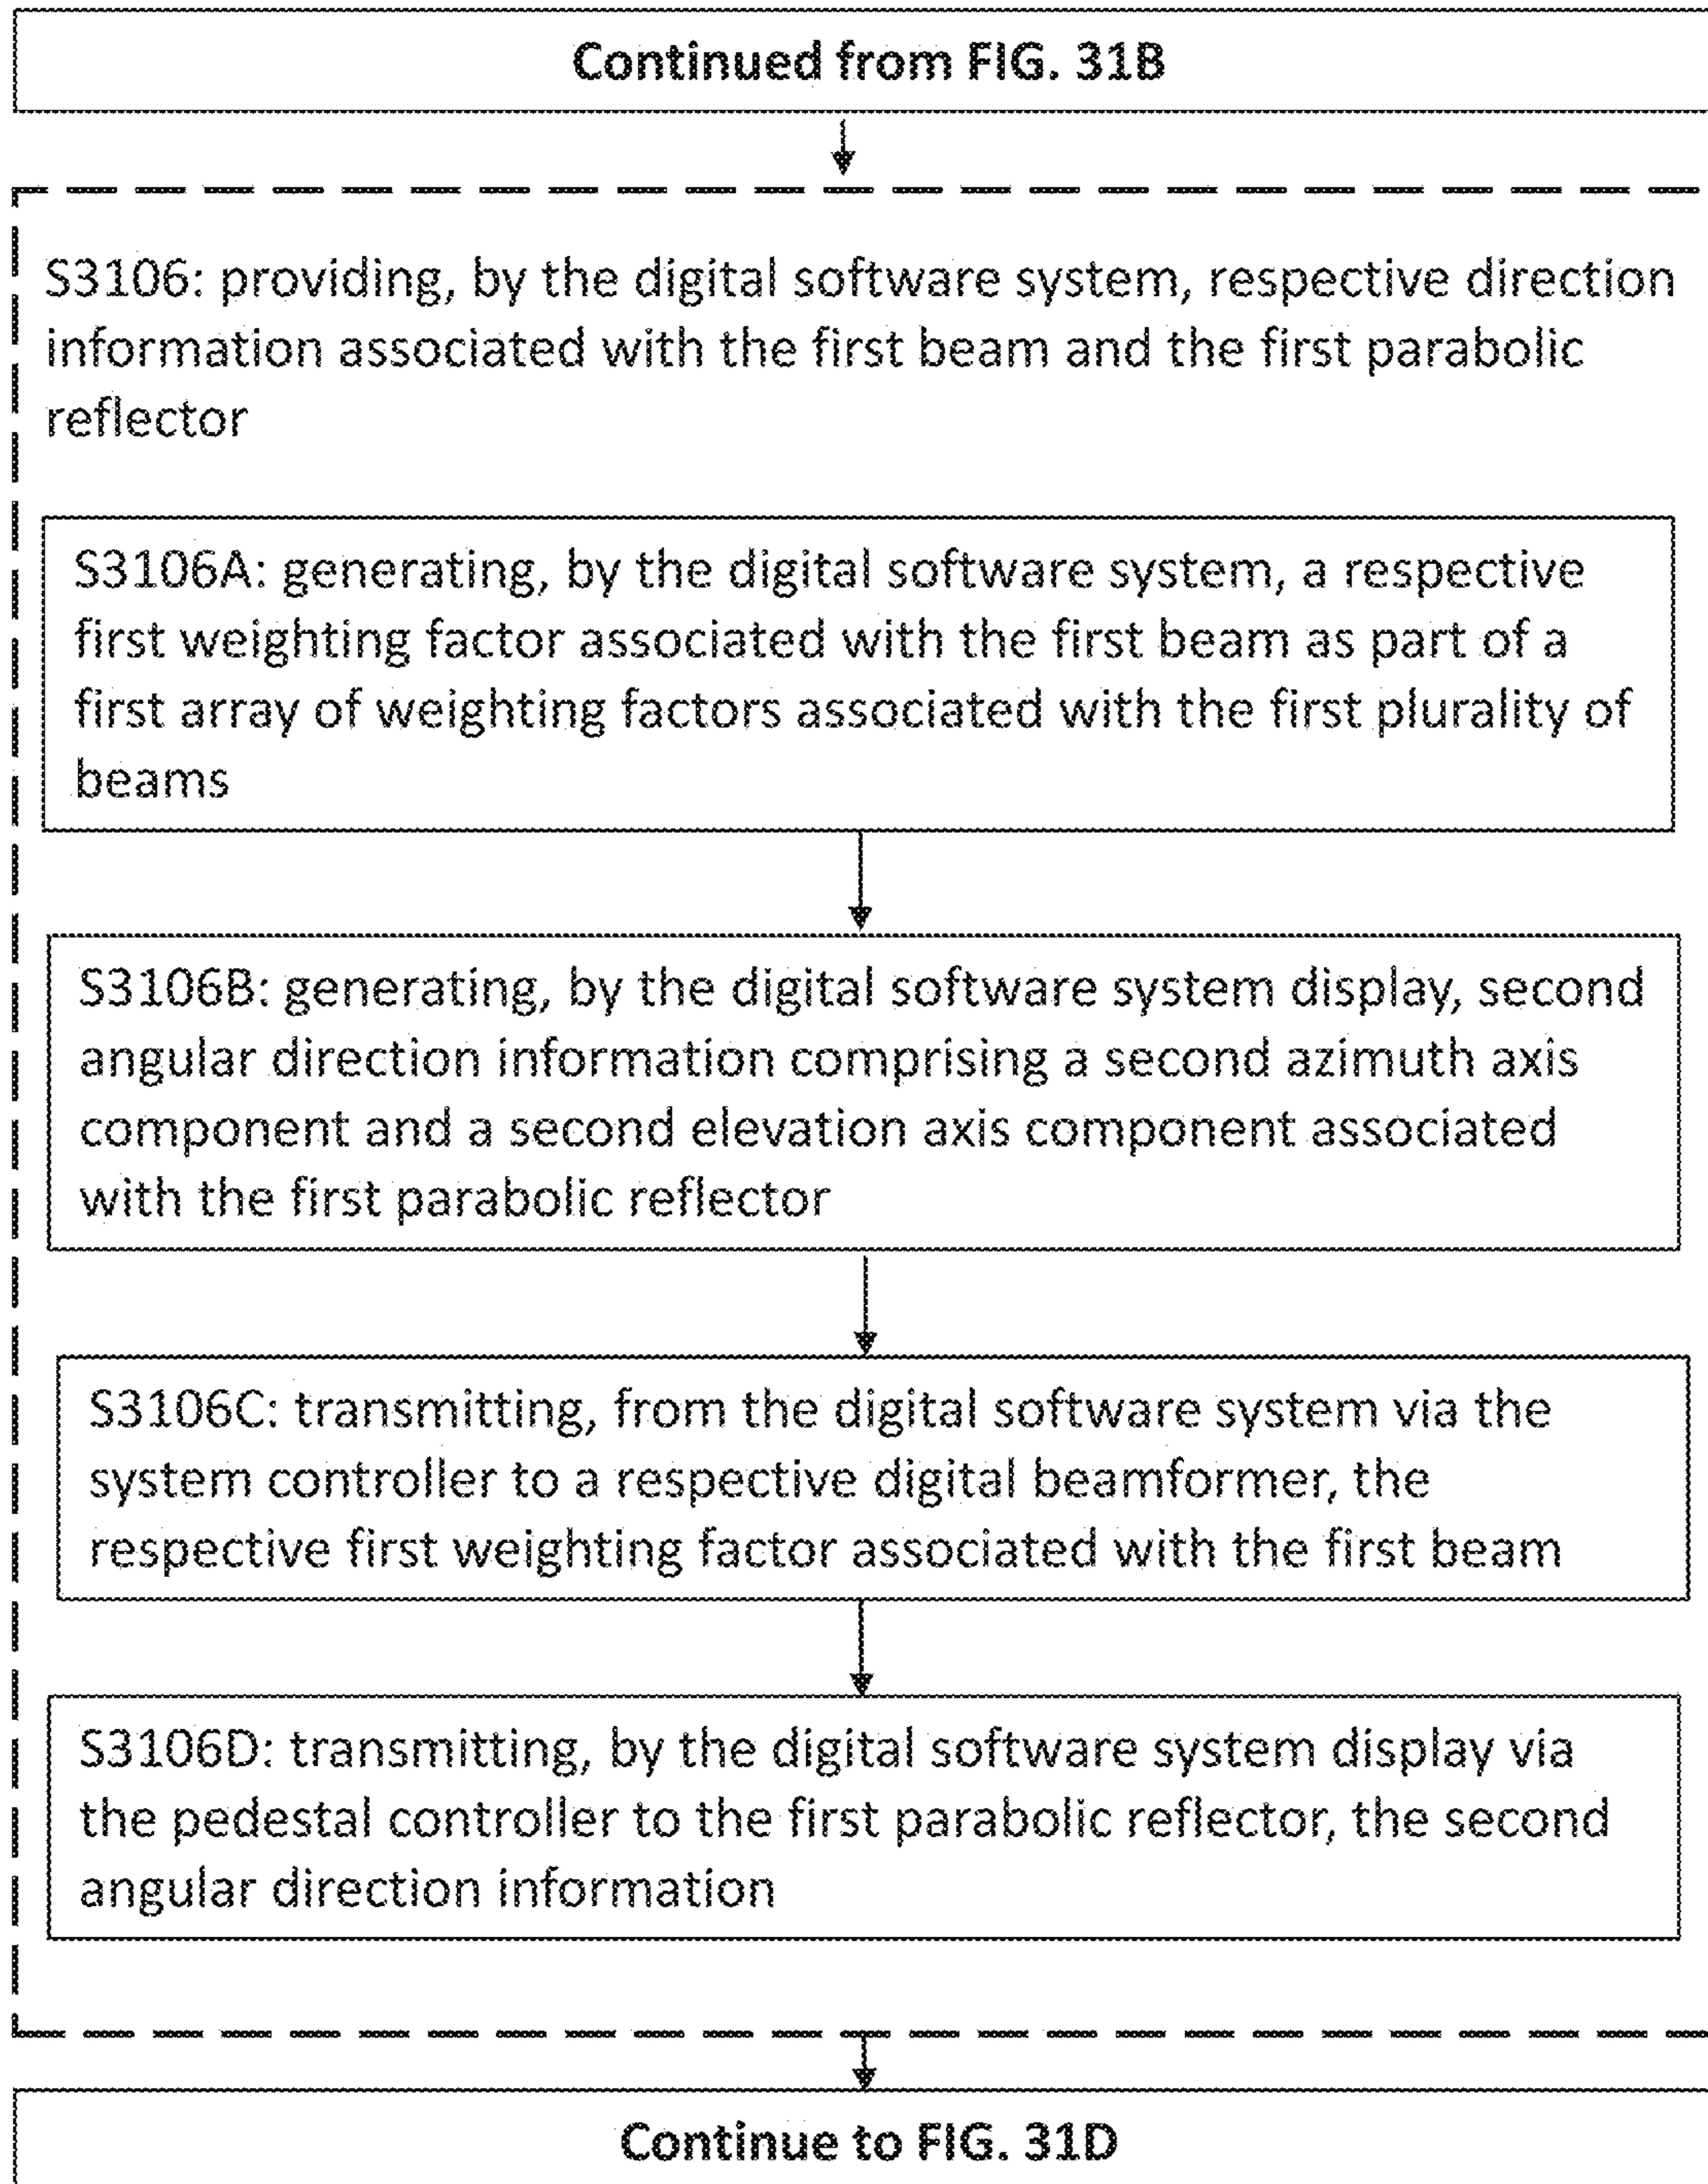 Continued from FIG. 31B
S3106: providing, by the digital software system, respective direction
information associated with the first beam and the first parabolic
reflector
S3106A: generating, by the digital software system, a respective
first weighting factor associated with the first beam as part of a
first array of weighting factors associated with the first plurality of
beams
S3106B: generating, by the digital software system display, second
angular direction information comprising a second azimuth axis
component and a second elevation axis component associated
with the first parabolic reflector
S3106C: transmitting, from the digital software system via the
system controller to a respective digital beamformer, the
respective first weighting factor associated with the first beam
S3106D: transmitting, by the digital software system display via
the pedestal controller to the first parabolic reflector, the second
angular direction information
Continue to FIG. 31D